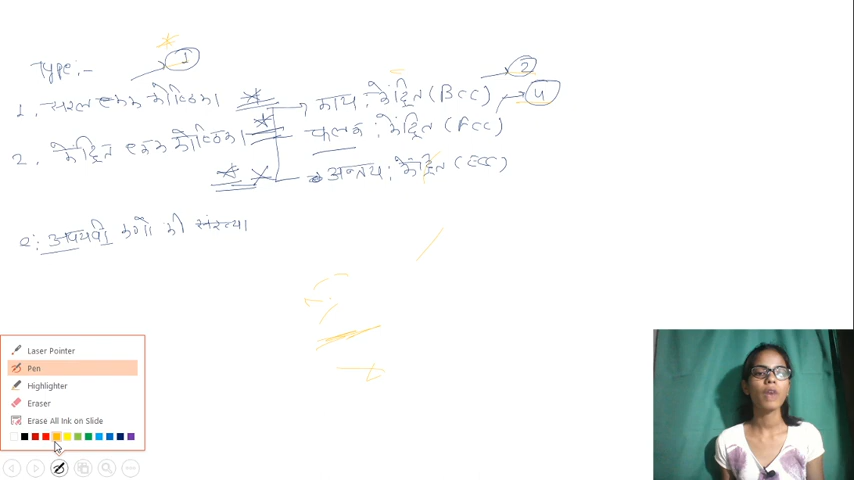 Type:-
1. सरल एकक कोष्ठिका 1
2. केंद्रित एकक कोष्ठिका
काय: केंद्रित (BCC) 2
फलक: केंद्रित (FCC) 4
अन्तय: केंद्रित (ECC)
अवयवी कणों की संख्या
Laser Pointer
Pen
Highlighter
Eraser
Erase All Ink on Slide